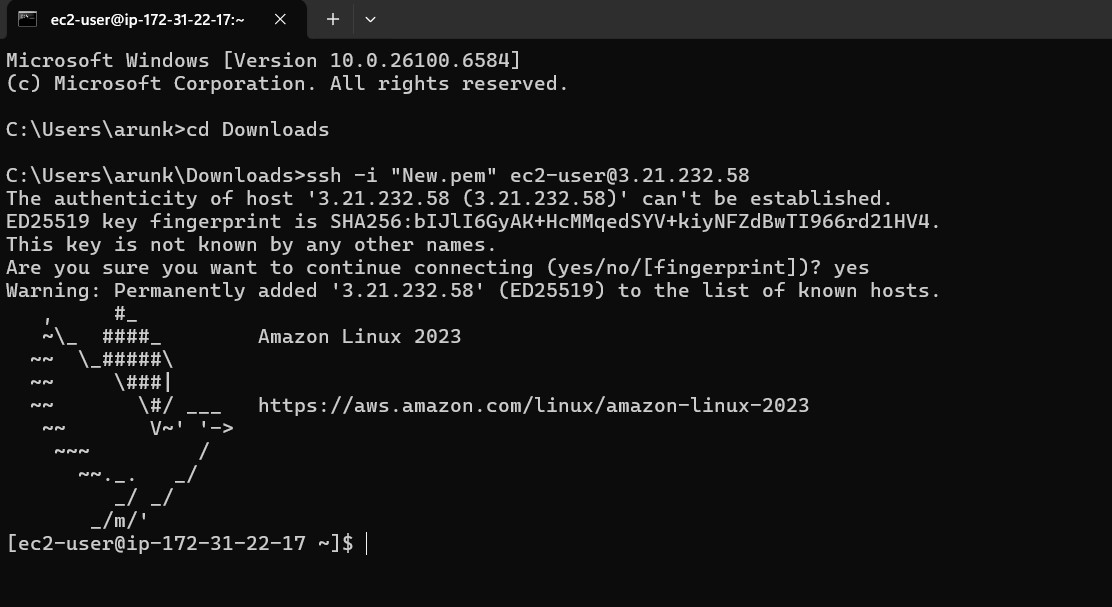 ec2-user@ip-172-31-22-17:~
Microsoft Windows [Version 10.0.26100.6584]
(c) Microsoft Corporation. All rights reserved.
C:\Users\arunk>cd Downloads
C:\Users\arunk\Downloads>ssh -i "New.pem" ec2-user@3.21.232.58
The authenticity of host '3.21.232.58 (3.21.232.58)' can't be established.
ED25519 key fingerprint is SHA256:bIJlI6GyAK+HcMMqedSYV+kiyNFZdBwTI966rd21HV4.
This key is not known by any other names.
Are you sure you want to continue connecting (yes/no/[fingerprint])? yes
Warning: Permanently added '3.21.232.58' (ED25519) to the list of known hosts.
   ,     #_
   ~\_  ####_        Amazon Linux 2023
  ~~  \_#####\
  ~~     \###|
  ~~       \#/ ___   https://aws.amazon.com/linux/amazon-linux-2023
   ~~       V~' '->
    ~~~         /
      ~~._.   _/
         _/ _/
       _/m/'
[ec2-user@ip-172-31-22-17 ~]$